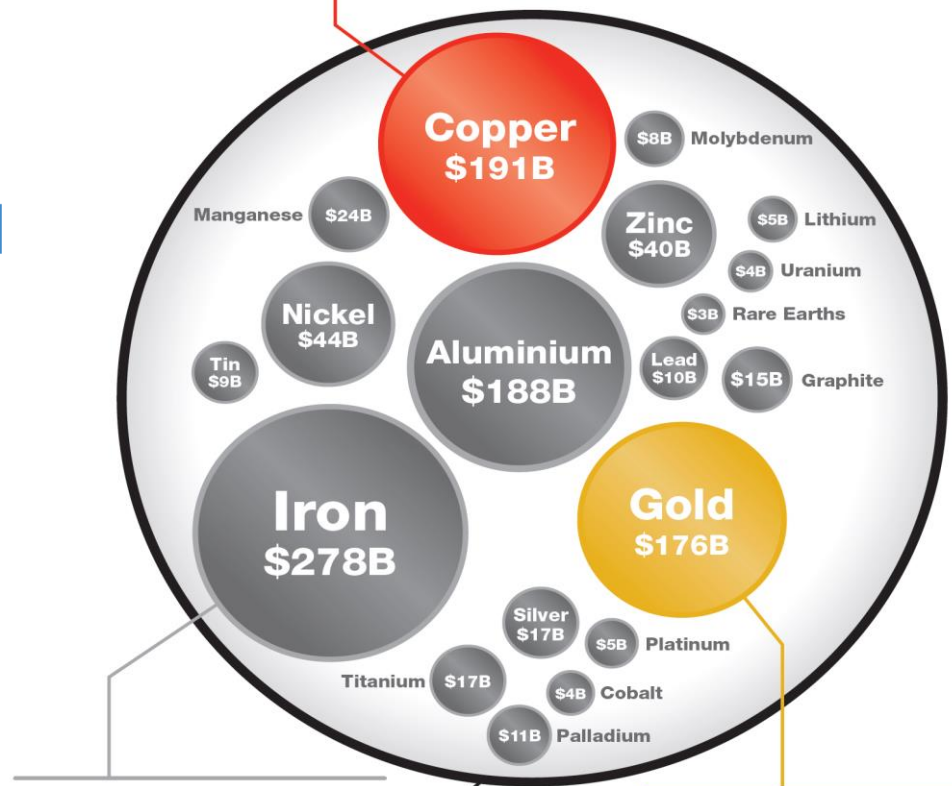 Copper
$191B
$8B Molybdenum
Manganese $24B
Zinc
$40B
$5B Lithium
$4B Uranium
$3B Rare Earths
Nickel
$44B
Aluminium
$188B
Tin
$9B
Lead
$10B
$15B Graphite
Iron
$278B
Gold
$176B
Silver
$17B
$5B Platinum
Titanium $17B
$4B Cobalt
$11B Palladium